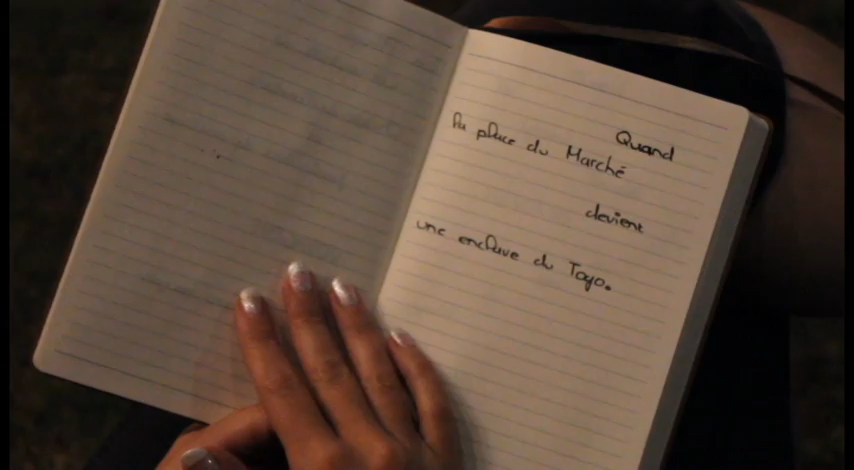 Quand
la place du Marché
devient
une enclave du Togo.